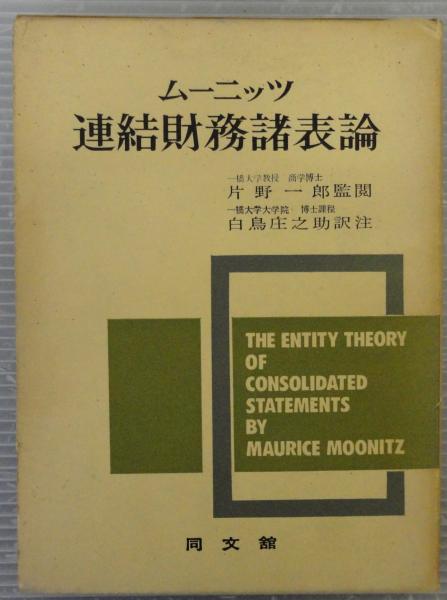 ムーニッツ
連結財務諸表論
一橋大学教授 商学博士
片野一郎監閲
一橋大学大学院 博士課程
白鳥庄之助訳注
THE ENTITY THEORY
OF
CONSOLIDATED
STATEMENTS
BY
MAURICE MOONITZ
同文舘